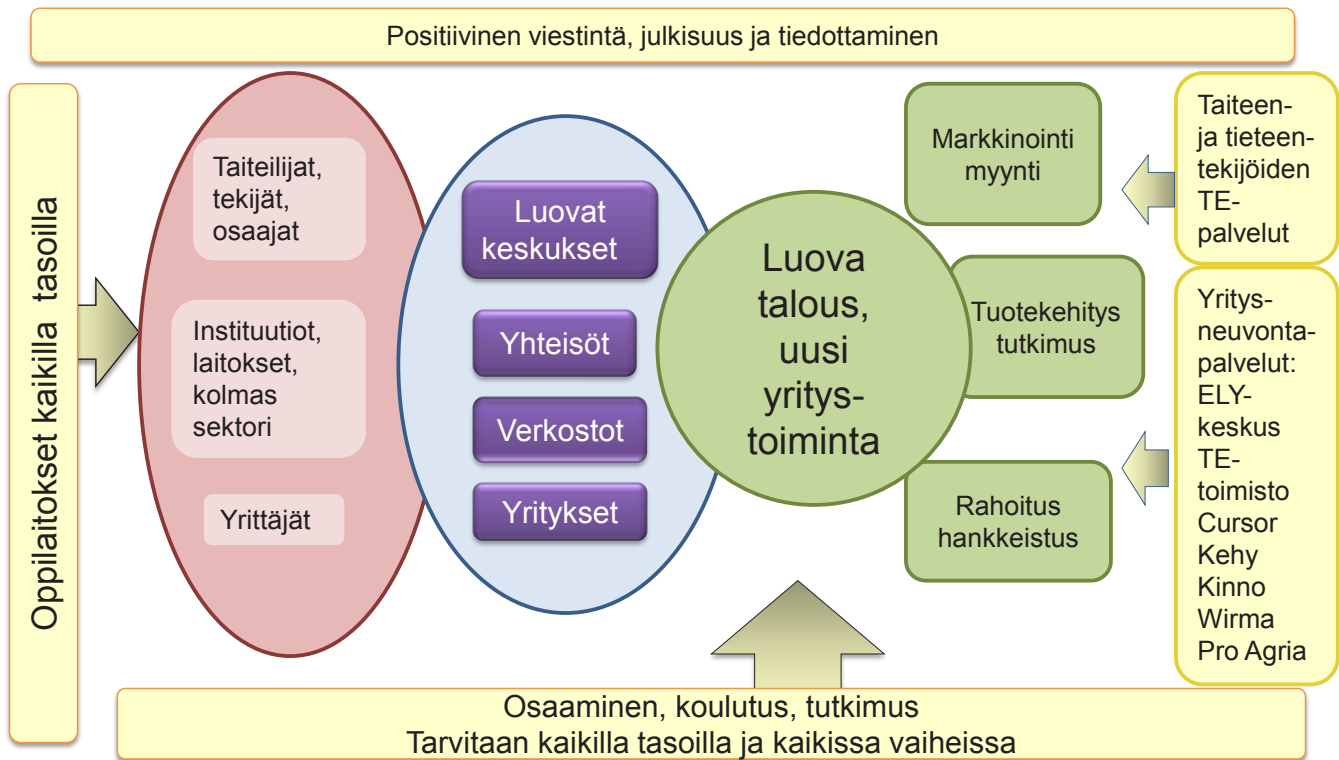 Positiivinen viestintä, julkisuus ja tiedottaminen
Oppilaitokset kaikilla tasolla
Taiteilijat,
tekijät,
osaajat
Instituutiot,
laitokset,
kolmas
sektori
Yrittäjät
Luovat
keskukset
Yhteisöt
Verkostot
Yritykset
Luova
talous,
uusi
yritys-
toiminta
Markkinointi
myynti
Tuotekehitys
tutkimus
Rahoitus
hankkeistus
Taiteen-
ja tieteen-
tekijöiden
TE-
palvelut
Yritys-
neuvonta-
palvelut:
ELY-
keskus
TE-
toimisto
Cursor
Kehy
Kinno
Wirma
Pro Agria
Osaaminen, koulutus, tutkimus
Tarvitaan kaikilla tasoilla ja kaikissa vaiheissa